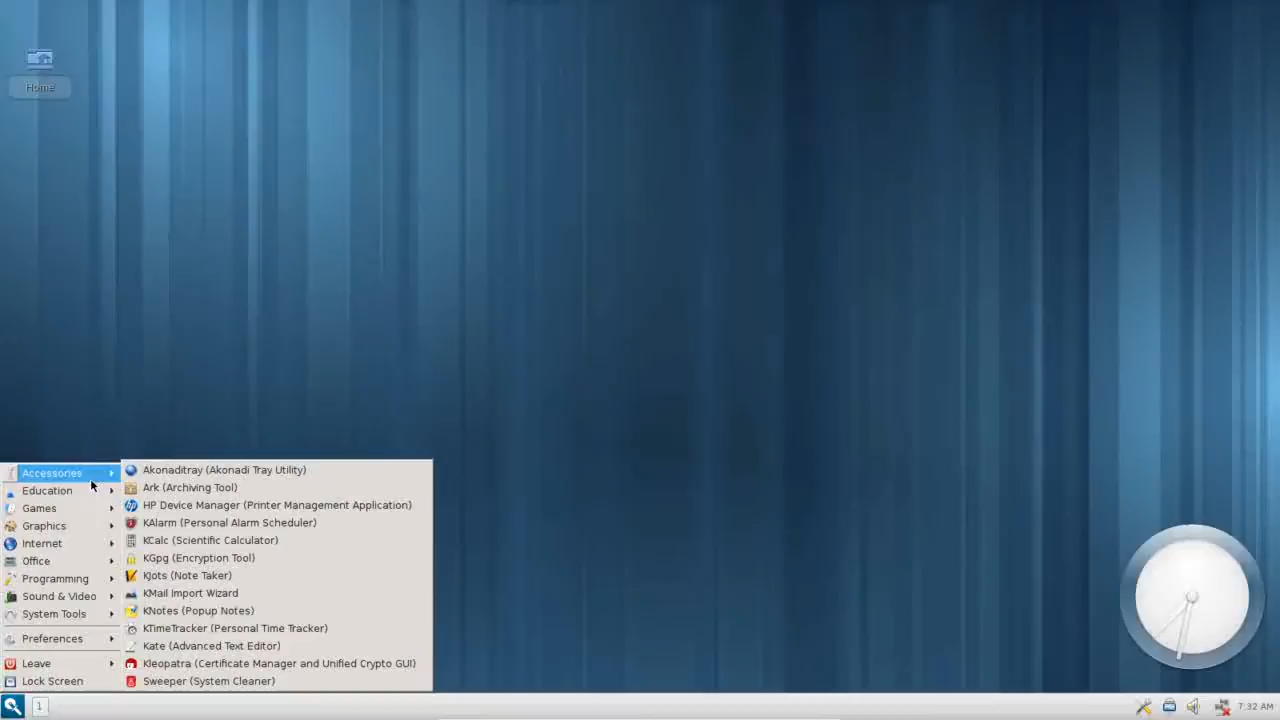 Home
Accessories
Education
Games
Graphics
Internet
Office
Programming
Sound & Video
System Tools
Preferences
Leave
Lock Screen
Akonaditray (Akonadi Tray Utility)
Ark (Archiving Tool)
HP Device Manager (Printer Management Application)
KAlarm (Personal Alarm Scheduler)
KCalc (Scientific Calculator)
KGpg (Encryption Tool)
KJots (Note Taker)
KMail Import Wizard
KNotes (Popup Notes)
KTimeTracker (Personal Time Tracker)
Kate (Advanced Text Editor)
Kleopatra (Certificate Manager and Unified Crypto GUI)
Sweeper (System Cleaner)
1
7:32 AM